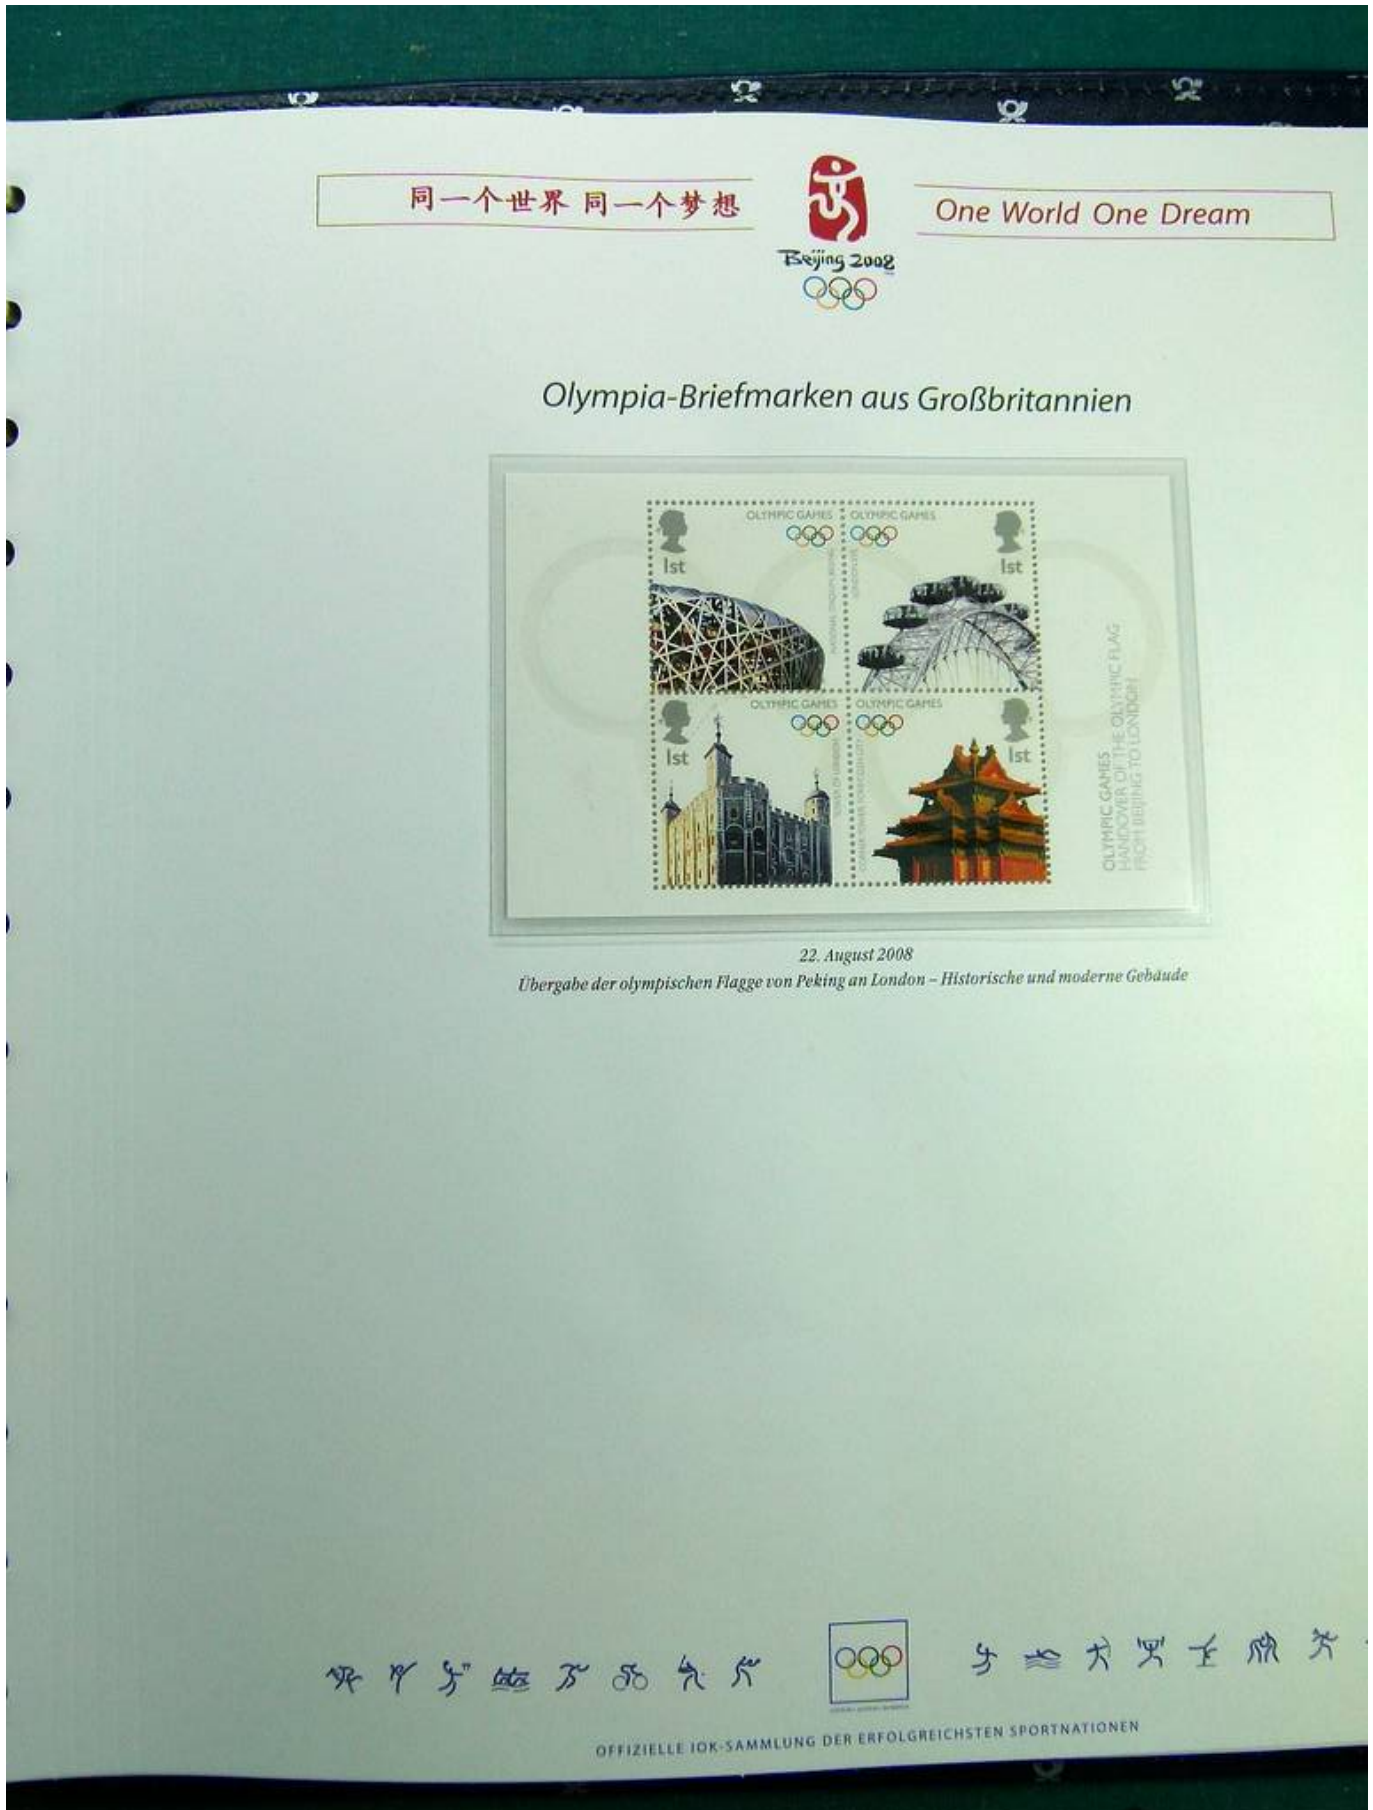 同一个世界 同一个梦想
Beijing 2008
One World One Dream
Olympia-Briefmarken aus Großbritannien
OLYMPIC GAMES
1st
OLYMPIC GAMES
1st
OLYMPIC GAMES
1st
OLYMPIC GAMES
1st
OLYMPIC GAMES
HANDOVER OF THE OLYMPIC FLAG
FROM BEIJING TO LONDON
22. August 2008
Übergabe der olympischen Flagge von Peking an London – Historische und moderne Gebäude
OFFIZIELLE IOK-SAMMLUNG DER ERFOLGREICHSTEN SPORTNATIONEN